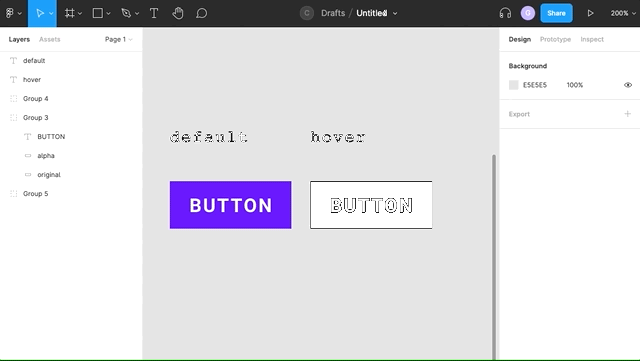 C Drafts / Untitled
G Share 200%
Layers Assets Page 1
default
hover
Group 4
Group 3
BUTTON
alpha
original
Group 5
default hover
BUTTON BUTTON
Design Prototype Inspect
Background
E5E5E5 100%
Export